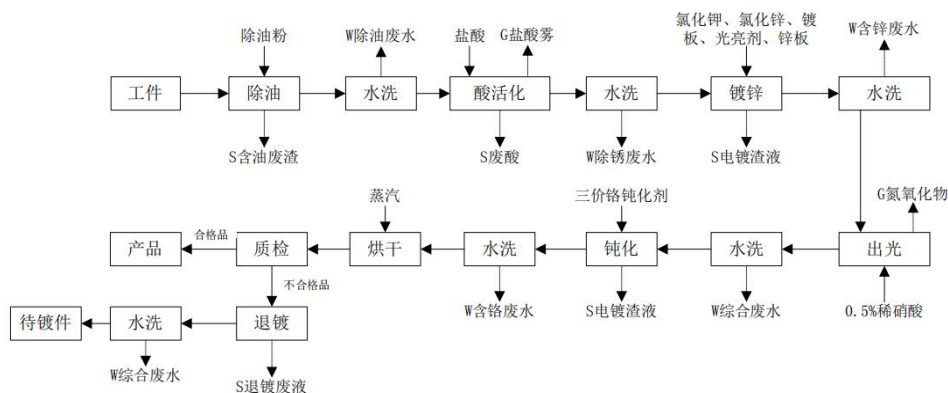 氯化钾、氯化锌、镀
板、光亮剂、锌板
除油粉
W除油废水
盐酸
G盐酸雾
W含锌废水
工件
除油
水洗
酸活化
水洗
镀锌
水洗
S含油废渣
S废酸
W除锈废水
S电镀渣液
蒸汽
三价铬钝化剂
G氮氧化物
产品
合格品
质检
烘干
水洗
钝化
水洗
出光
不合格品
W含铬废水
S电镀渣液
W综合废水
0.5%稀硝酸
待镀件
水洗
退镀
W综合废水
S退镀废液